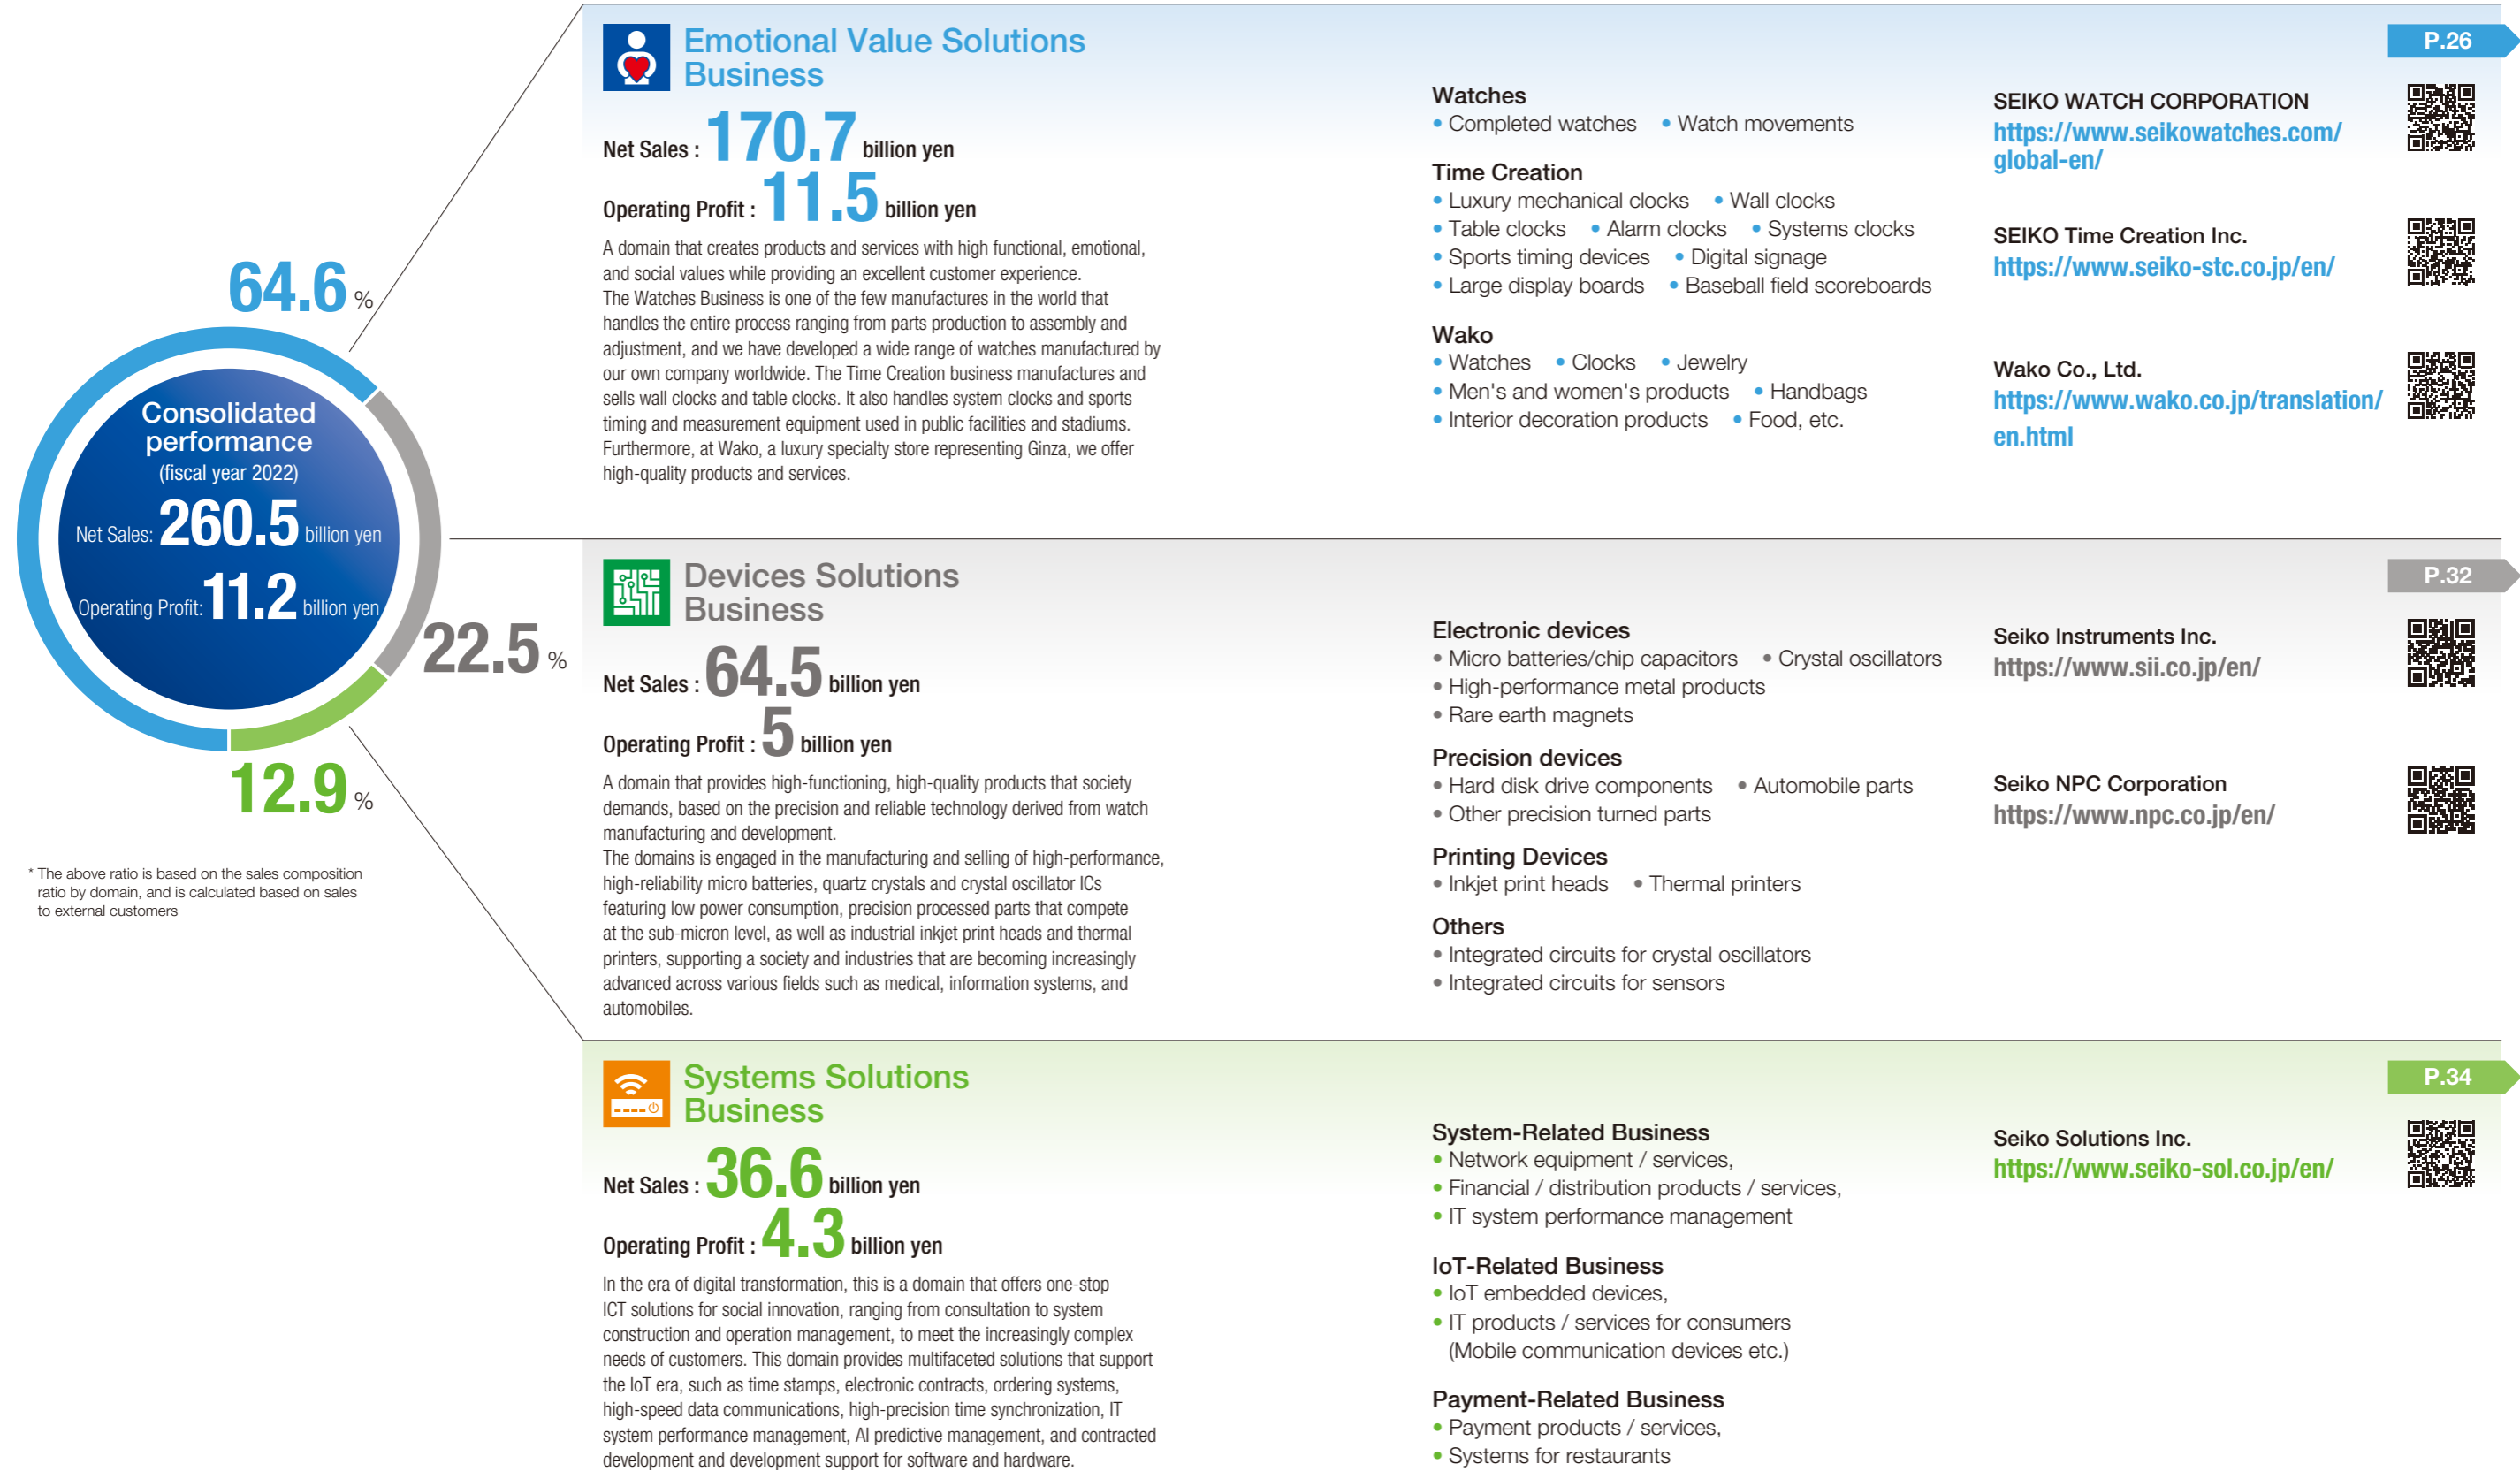 64.6 %
Consolidated
performance
(fiscal year 2022)
Net Sales: 260.5 billion yen
Operating Profit: 11.2 billion yen
22.5 %
12.9 %
* The above ratio is based on the sales composition
ratio by domain, and is calculated based on sales
to external customers
Emotional Value Solutions
Business
P.26
Net Sales : 170.7 billion yen
Operating Profit : 11.5 billion yen
A domain that creates products and services with high functional, emotional,
and social values while providing an excellent customer experience.
The Watches Business is one of the few manufactures in the world that
handles the entire process ranging from parts production to assembly and
adjustment, and we have developed a wide range of watches manufactured by
our own company worldwide. The Time Creation business manufactures and
sells wall clocks and table clocks. It also handles system clocks and sports
timing and measurement equipment used in public facilities and stadiums.
Furthermore, at Wako, a luxury specialty store representing Ginza, we offer
high-quality products and services.
Watches
• Completed watches • Watch movements
Time Creation
• Luxury mechanical clocks • Wall clocks
• Table clocks • Alarm clocks • Systems clocks
• Sports timing devices • Digital signage
• Large display boards • Baseball field scoreboards
Wako
• Watches • Clocks • Jewelry
• Men's and women's products • Handbags
• Interior decoration products • Food, etc.
SEIKO WATCH CORPORATION
https://www.seikowatches.com/
global-en/
SEIKO Time Creation Inc.
https://www.seiko-stc.co.jp/en/
Wako Co., Ltd.
https://www.wako.co.jp/translation/
en.html
Devices Solutions
Business
P.32
Net Sales : 64.5 billion yen
Operating Profit : 5 billion yen
A domain that provides high-functioning, high-quality products that society
demands, based on the precision and reliable technology derived from watch
manufacturing and development.
The domains is engaged in the manufacturing and selling of high-performance,
high-reliability micro batteries, quartz crystals and crystal oscillator ICs
featuring low power consumption, precision processed parts that compete
at the sub-micron level, as well as industrial inkjet print heads and thermal
printers, supporting a society and industries that are becoming increasingly
advanced across various fields such as medical, information systems, and
automobiles.
Electronic devices
• Micro batteries/chip capacitors • Crystal oscillators
• High-performance metal products
• Rare earth magnets
Precision devices
• Hard disk drive components • Automobile parts
• Other precision turned parts
Printing Devices
• Inkjet print heads • Thermal printers
Others
• Integrated circuits for crystal oscillators
• Integrated circuits for sensors
Seiko Instruments Inc.
https://www.sii.co.jp/en/
Seiko NPC Corporation
https://www.npc.co.jp/en/
Systems Solutions
Business
P.34
Net Sales : 36.6 billion yen
Operating Profit : 4.3 billion yen
In the era of digital transformation, this is a domain that offers one-stop
ICT solutions for social innovation, ranging from consultation to system
construction and operation management, to meet the increasingly complex
needs of customers. This domain provides multifaceted solutions that support
the IoT era, such as time stamps, electronic contracts, ordering systems,
high-speed data communications, high-precision time synchronization, IT
system performance management, AI predictive management, and contracted
development and development support for software and hardware.
System-Related Business
• Network equipment / services,
• Financial / distribution products / services,
• IT system performance management
IoT-Related Business
• IoT embedded devices,
• IT products / services for consumers
(Mobile communication devices etc.)
Payment-Related Business
• Payment products / services,
• Systems for restaurants
Seiko Solutions Inc.
https://www.seiko-sol.co.jp/en/